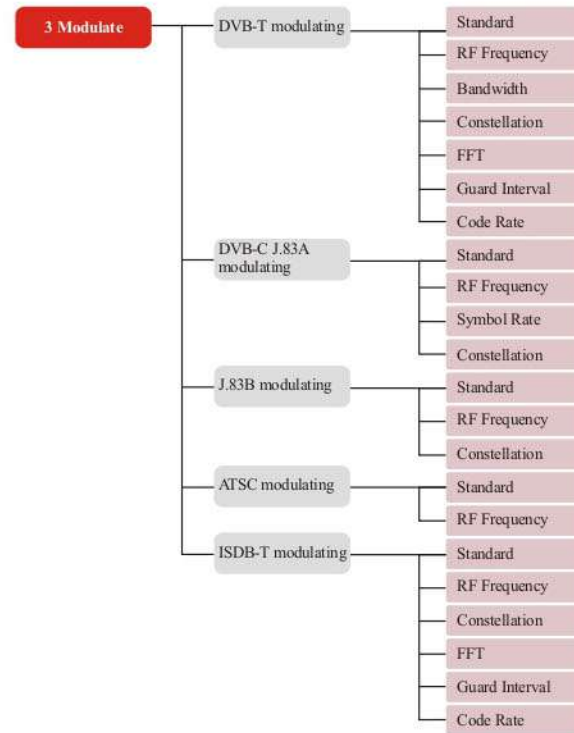 3 Modulate
DVB-T modulating
Standard
RF Frequency
Bandwidth
Constellation
FFT
Guard Interval
Code Rate
DVB-C J.83A
modulating
Standard
RF Frequency
Symbol Rate
Constellation
J.83B modulating
Standard
RF Frequency
Constellation
ATSC modulating
Standard
RF Frequency
ISDB-T modulating
Standard
RF Frequency
Constellation
FFT
Guard Interval
Code Rate